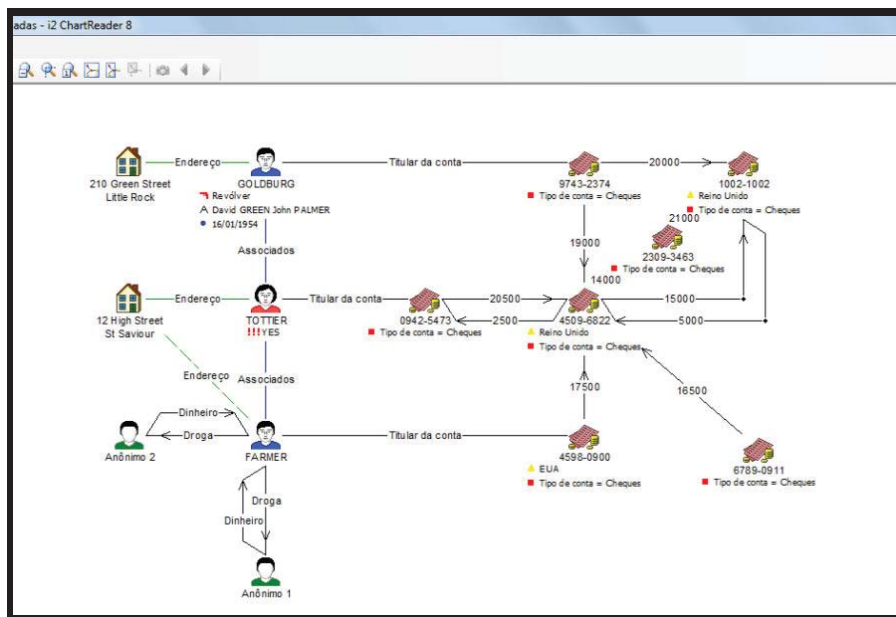 adas - i2 ChartReader 8
Endereço
Titular da conta
20000
210 Green Street
Little Rock
GOLDBURG
Revólver
David GREEN John PALMER
16/01/1954
9743-2374
Tipo de conta = Cheques
1002-1002
Reino Unido
Tipo de conta = Cheques
21000
2309-3463
Tipo de conta = Cheques
Associados
19000
14000
Endereço
Titular da conta
20500
15000
12 High Street
St Saviour
TOTTIER
!!!YES
0942-5473
Tipo de conta = Cheques
2500
4509-6822
Reino Unido
Tipo de conta = Cheques
5000
Endereço
Associados
17500
16500
Dinheiro
Droga
Titular da conta
Anônimo 2
FARMER
4598-0900
EUA
Tipo de conta = Cheques
6789-0911
Tipo de conta = Cheques
Droga
Dinheiro
Anônimo 1